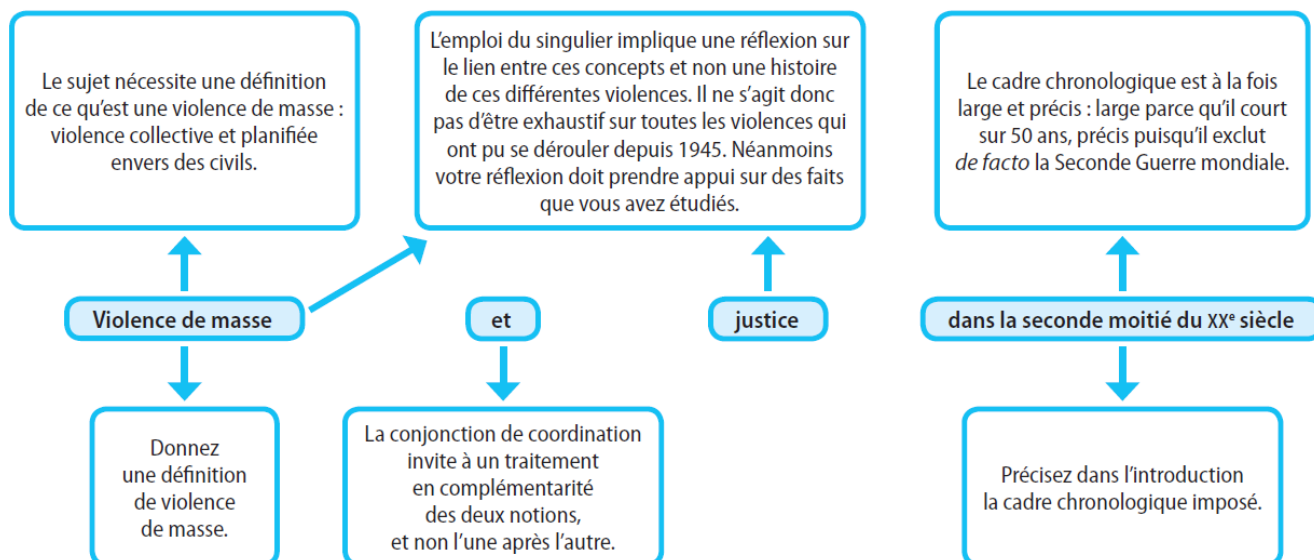 Le sujet nécessite une définition
de ce qu'est une violence de masse :
violence collective et planifiée
envers des civils.
L'emploi du singulier implique une réflexion sur
le lien entre ces concepts et non une histoire
de ces différentes violences. Il ne s'agit donc
pas d'être exhaustif sur toutes les violences qui
ont pu se dérouler depuis 1945. Néanmoins
votre réflexion doit prendre appui sur des faits
que vous avez étudiés.
Le cadre chronologique est à la fois
large et précis : large parce qu'il court
sur 50 ans, précis puisqu'il exclut
de facto la Seconde Guerre mondiale.
Violence de masse
et
justice
dans la seconde moitié du XXe siècle
Donnez
une définition
de violence
de masse.
La conjonction de coordination
invite à un traitement
en complémentarité
des deux notions,
et non l'une après l'autre.
Précisez dans l'introduction
la cadre chronologique imposé.